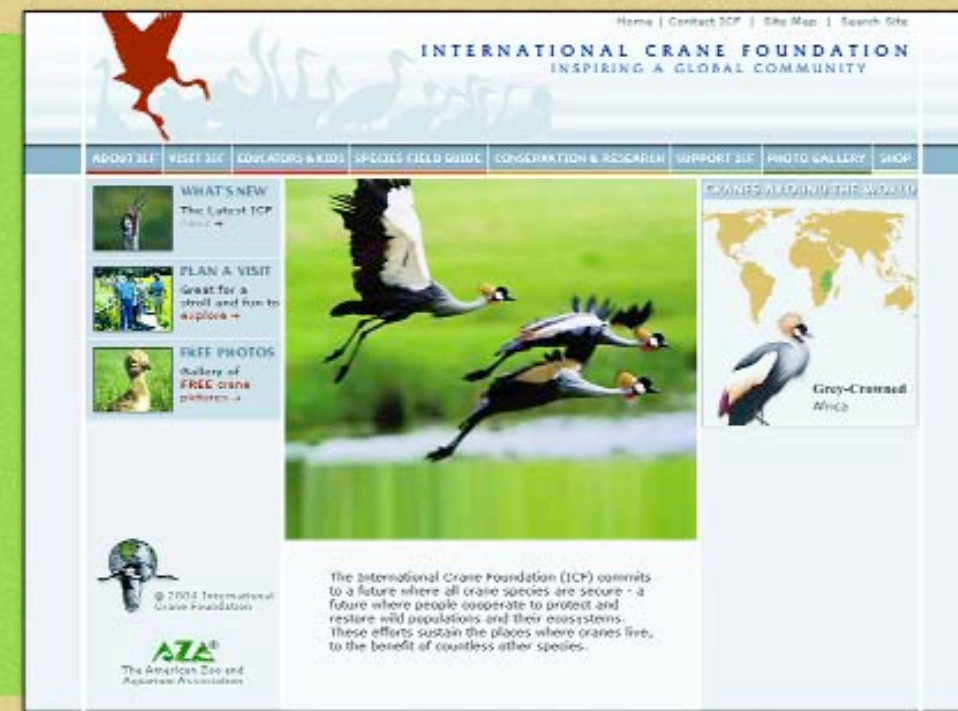 Home | Contact ICF | Site Map | Search Site
INTERNATIONAL CRANE FOUNDATION
INSPIRING A GLOBAL COMMUNITY
ABOUT ICF VISIT ICF EDUCATORS & KIDS SPECIES FIELD GUIDE CONSERVATION & RESEARCH SUPPORT ICF PHOTO GALLERY SHOP
WHAT'S NEW
The Latest ICF
news →
PLAN A VISIT
Great for a
stroll and fun to
explore →
FREE PHOTOS
Gallery of
FREE crane
pictures →
CRANES AROUND THE WORLD
Grey-Crowned
Africa
The International Crane Foundation (ICF) commits
to a future where all crane species are secure - a
future where people cooperate to protect and
restore wild populations and their ecosystems.
These efforts sustain the places where cranes live,
to the benefit of countless other species.
© 2004 International
Crane Foundation
AZA®
The American Zoo and
Aquarium Association